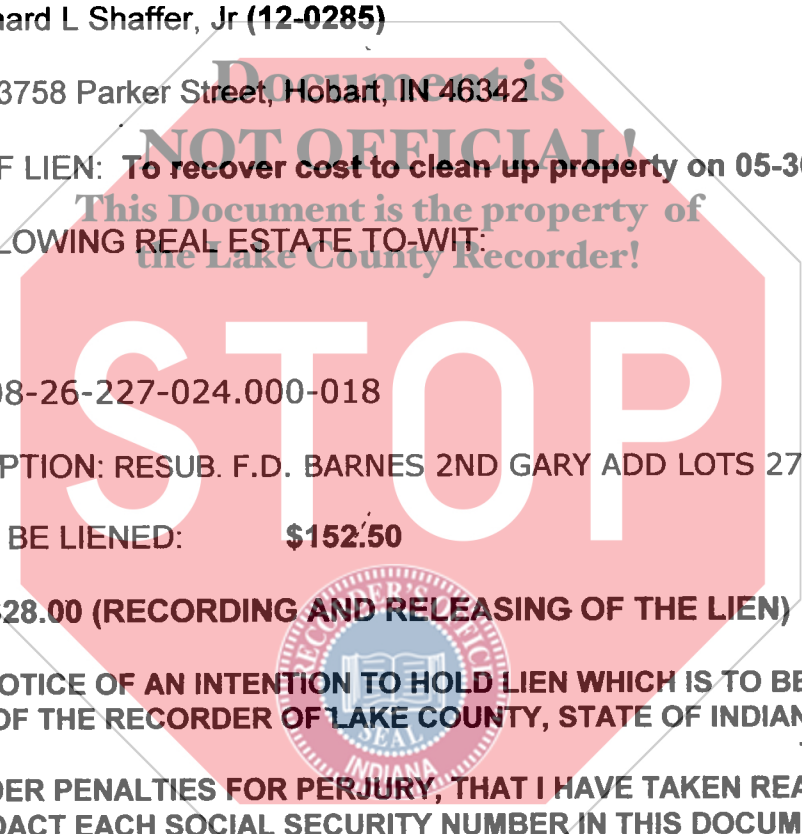 nard L Shaffer, Jr (12-0285)
Document is
3758 Parker Street, Hobart, IN 46342
NOT OFFICIAL!
F LIEN: To recover cost to clean up property on 05-30
This Document is the property of
LOWING REAL ESTATE TO-WIT:
the Lake County Recorder!
STOP
08-26-227-024.000-018
PTION: RESUB. F.D. BARNES 2ND GARY ADD LOTS 27
BE LIENED: $152.50
$28.00 (RECORDING AND RELEASING OF THE LIEN)
RECORDER'S OFFICE
OTICE OF AN INTENTION TO HOLD LIEN WHICH IS TO BE
OF THE RECORDER OF LAKE COUNTY, STATE OF INDIAN
SEAL
INDIANA
DER PENALTIES FOR PERJURY, THAT I HAVE TAKEN REA
DACT EACH SOCIAL SECURITY NUMBER IN THIS DOCUM